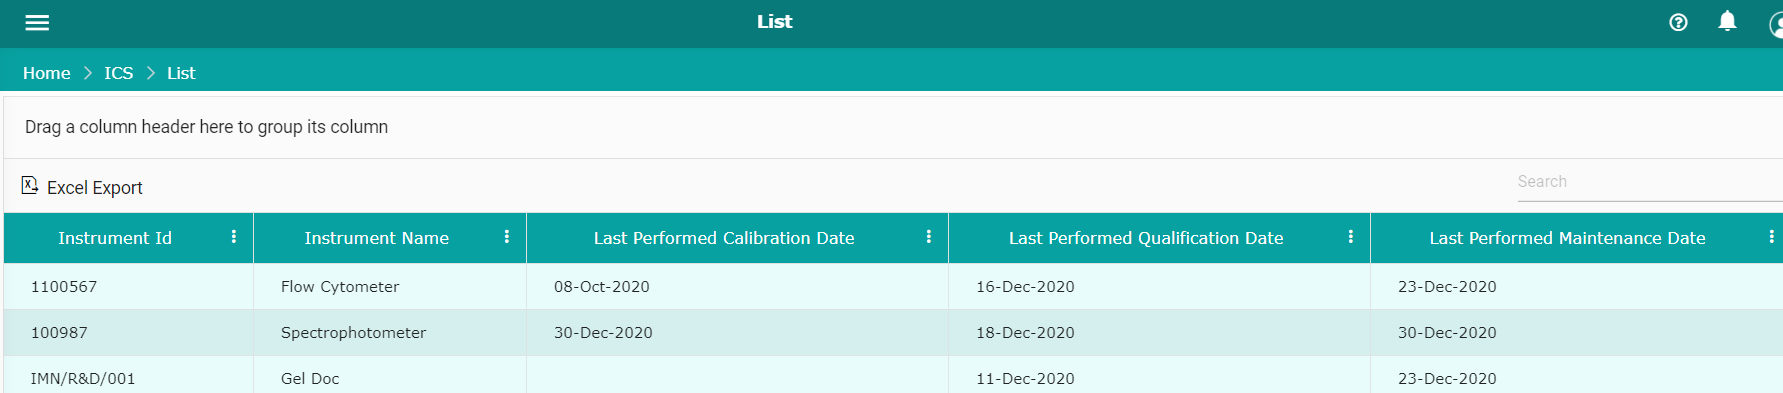 List
Home > ICS > List
Drag a column header here to group its column
Excel Export
Search
Instrument Id Instrument Name Last Performed Calibration Date Last Performed Qualification Date Last Performed Maintenance Date
1100567 Flow Cytometer 08-Oct-2020 16-Dec-2020 23-Dec-2020
100987 Spectrophotometer 30-Dec-2020 18-Dec-2020 30-Dec-2020
IMN/R&D/001 Gel Doc 11-Dec-2020 23-Dec-2020